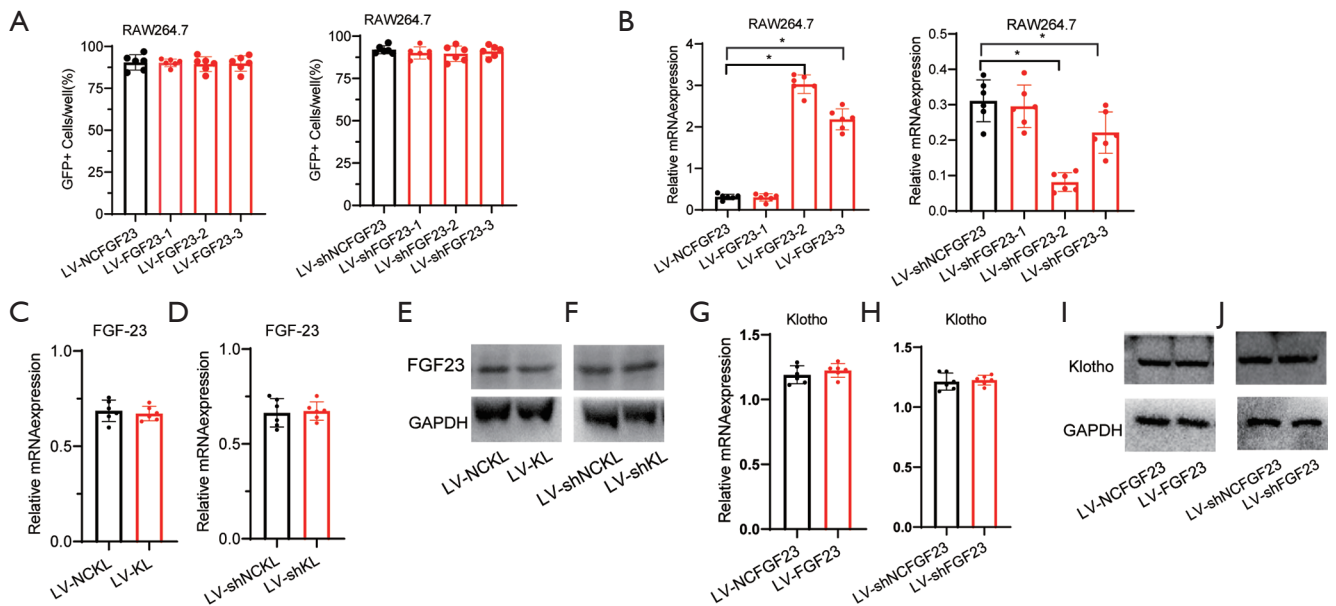 A
RAW264.7
GFP+ Cells/well(%)
100
75
50
25
0
LV-NCFGF23
LV-FGF23-1
LV-FGF23-2
LV-FGF23-3
RAW264.7
GFP+ Cells/well(%)
100
75
50
25
0
LV-shNCFGF23
LV-shFGF23-1
LV-shFGF23-2
LV-shFGF23-3
B
RAW264.7
Relative mRNAexpression
4
3
2
1
0
*
*
LV-NCFGF23
LV-FGF23-1
LV-FGF23-2
LV-FGF23-3
RAW264.7
Relative mRNAexpression
0.5
0.4
0.3
0.2
0.1
0.0
*
*
LV-shNCFGF23
LV-shFGF23-1
LV-shFGF23-2
LV-shFGF23-3
C
FGF-23
Relative mRNAexpression
1.0
0.5
0.0
LV-NCKL
LV-KL
D
FGF-23
Relative mRNAexpression
1.0
0.5
0.0
LV-shNCKL
LV-shKL
E
FGF23
GAPDH
LV-NCKL
LV-KL
F
LV-shNCKL
LV-shKL
G
Klotho
Relative mRNAexpression
1.5
1.0
0.5
0.0
LV-NCFGF23
LV-FGF23
H
Klotho
Relative mRNAexpression
1.5
1.0
0.5
0.0
LV-shNCFGF23
LV-shFGF23
I
Klotho
GAPDH
LV-NCFGF23
LV-FGF23
J
LV-shNCFGF23
LV-shFGF23